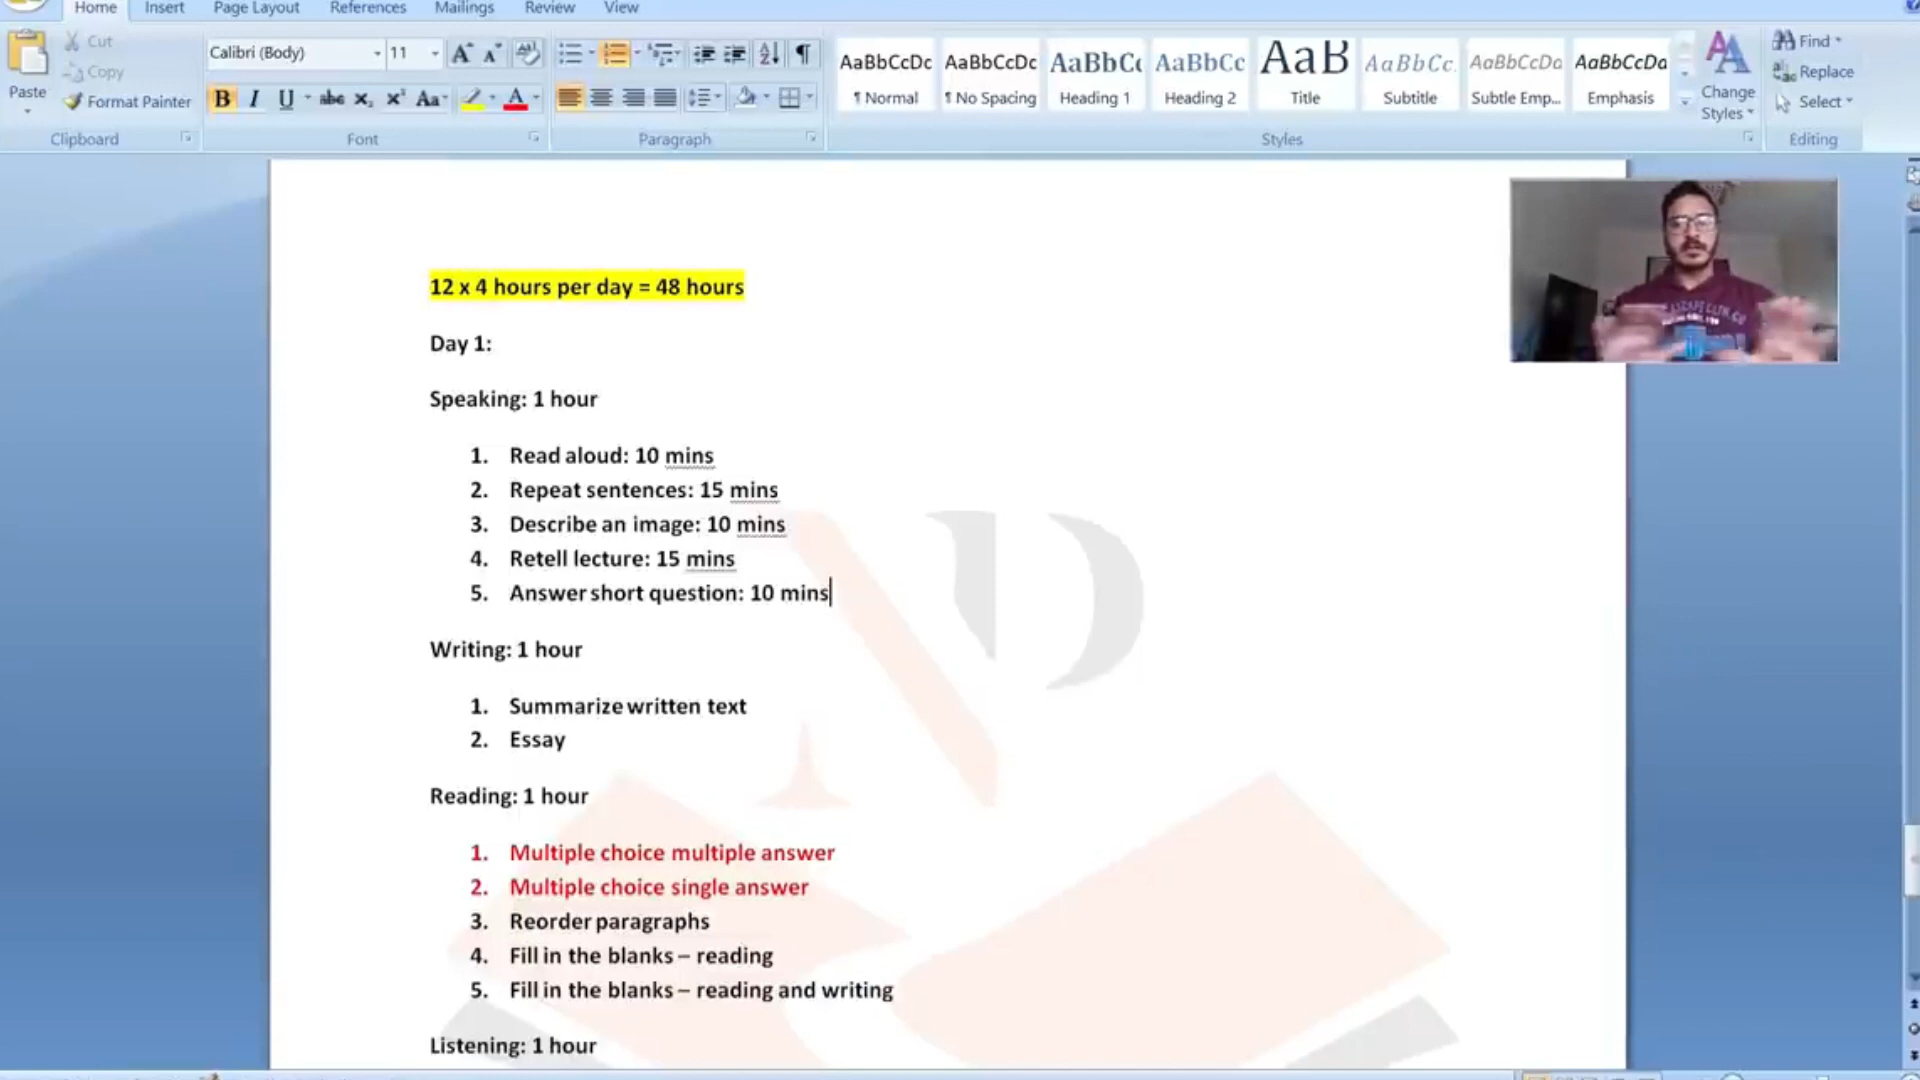 Home Insert Page Layout References Mailings Review View
Cut
Copy
Format Painter
Paste
Clipboard
Calibri (Body) 11
Font
Paragraph
AaBbCcDc AaBbCcDc AaBbCc AaBbCc AaB AaBbCc. AaBbCcDa AaBbCcDa
¶ Normal ¶ No Spacing Heading 1 Heading 2 Title Subtitle Subtle Emp... Emphasis
Change Styles
Styles
Find
Replace
Select
Editing
12 x 4 hours per day = 48 hours
Day 1:
Speaking: 1 hour
1. Read aloud: 10 mins
2. Repeat sentences: 15 mins
3. Describe an image: 10 mins
4. Retell lecture: 15 mins
5. Answer short question: 10 mins
Writing: 1 hour
1. Summarize written text
2. Essay
Reading: 1 hour
1. Multiple choice multiple answer
2. Multiple choice single answer
3. Reorder paragraphs
4. Fill in the blanks – reading
5. Fill in the blanks – reading and writing
Listening: 1 hour